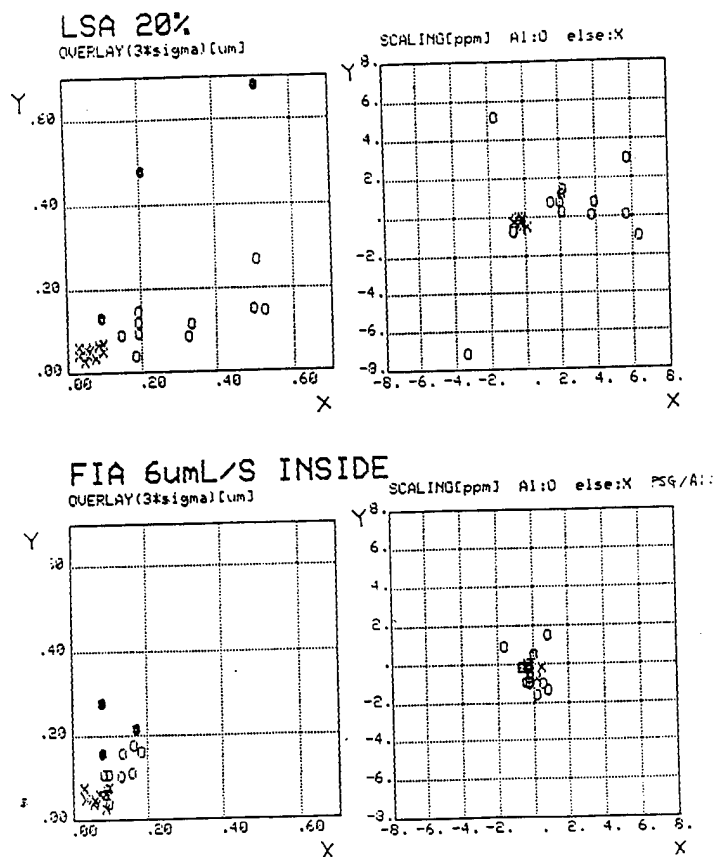 LSA 20%
OVERLAY(3*sigma)[um]
SCALING[ppm] Al:O else:X
Y
.60
.40
.20
.00
.00 .20 .40 .60
X
Y
8.
6.
4.
2.
.
-2.
-4.
-6.
-8. -6. -4. -2. . 2. 4. 6. 8.
X
FIA 6umL/S INSIDE
OVERLAY(3*sigma)[um]
SCALING[ppm] Al:O else:X PSG/Al:
Y
.40
.20
.00
.00 .20 .40 .60
X
Y
8.
6.
4.
2.
.
-2.
-4.
-6.
-8. -6. -4. -2. . 2. 4. 6. 8.
X